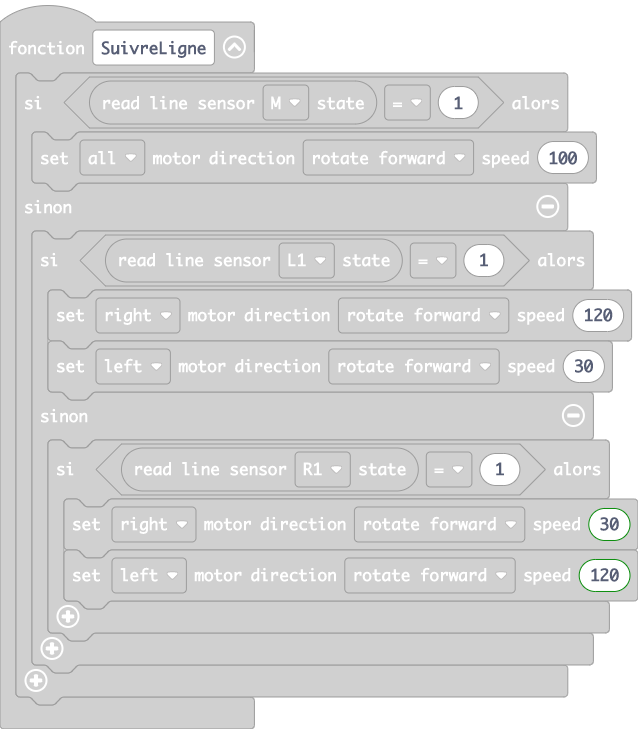 fonction SuivreLigne
si read line sensor M state = 1 alors
set all motor direction rotate forward speed 100
sinon
si read line sensor L1 state = 1 alors
set right motor direction rotate forward speed 120
set left motor direction rotate forward speed 30
sinon
si read line sensor R1 state = 1 alors
set right motor direction rotate forward speed 30
set left motor direction rotate forward speed 120